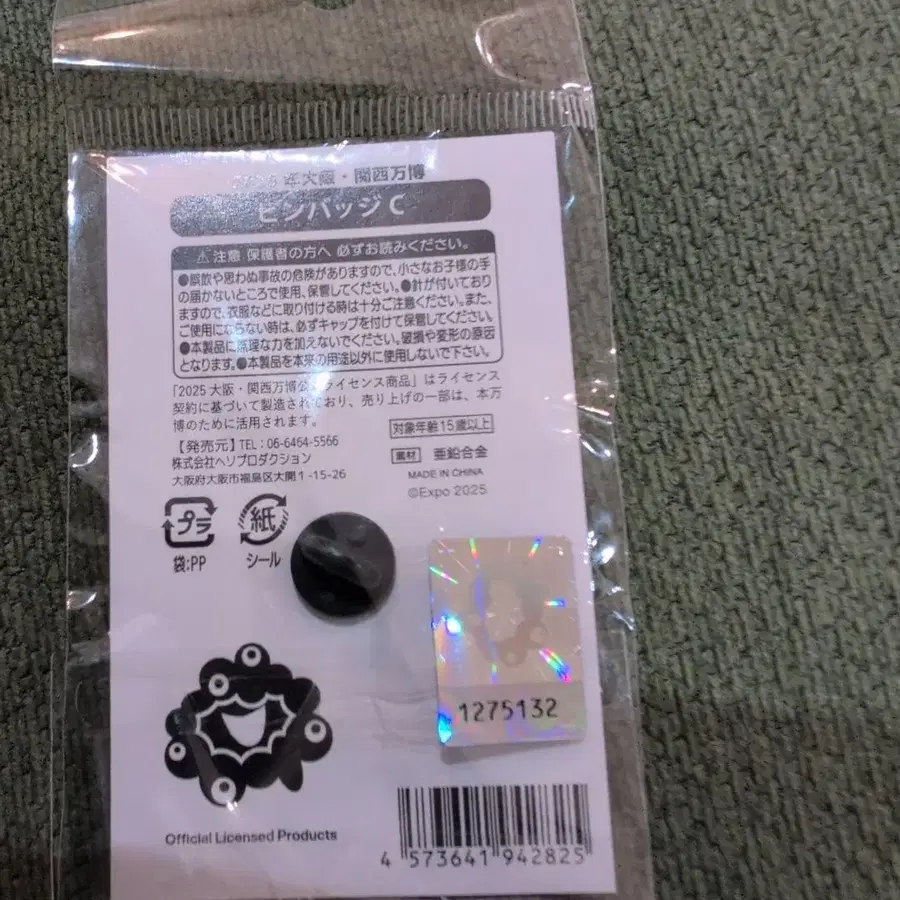 年大阪・関西万博
ピンバッジ C
⚠注意 保護者の方へ 必ずお読みください。
●誤飲や思わぬ事故の危険がありますので、小さなお子様の手
の届かないところで使用、保管してください。●針が付いており
ますので、衣服などに取り付ける時は十分ご注意ください。また、
ご使用にならない時は、必ずキャップを付けて保管してください。
●本製品に無理な力を加えないでください。破損や変形の原因
となります。●本製品を本来の用途以外に使用しないで下さい。
「2025 大阪・関西万博公式ライセンス商品」はライセンス
契約に基づいて製造されており、売り上げの一部は、本万
博のために活用されます。
対象年齢15歳以上
【発売元】TEL：06-6464-5566
株式会社ヘソプロダクション
大阪府大阪市福島区大開1-15-26
素材 亜鉛合金
MADE IN CHINA
©Expo 2025
プラ
袋:PP
紙
シール
1275132
Official Licensed Products
4 573641 942825